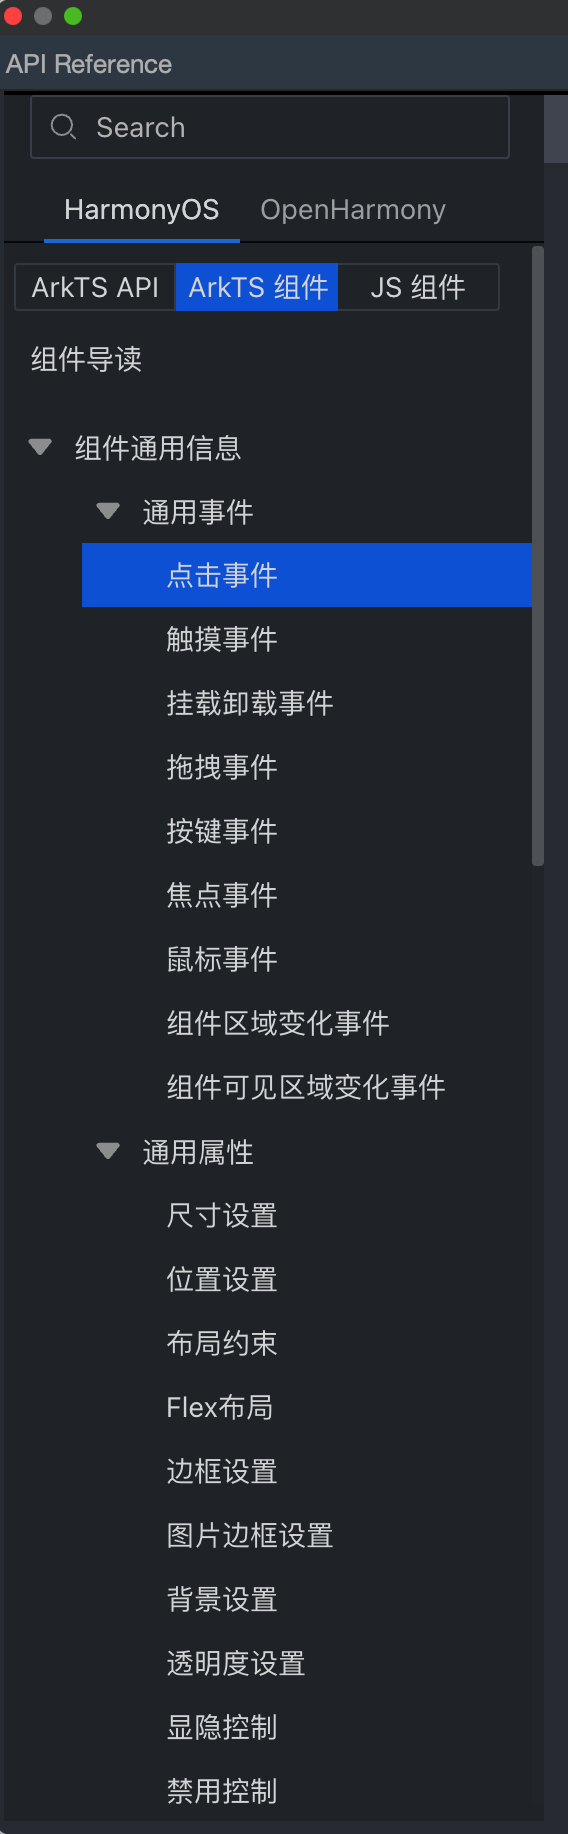 API Reference
Search
HarmonyOS OpenHarmony
ArkTS API ArkTS 组件 JS 组件
组件导读
组件通用信息
通用事件
点击事件
触摸事件
挂载卸载事件
拖拽事件
按键事件
焦点事件
鼠标事件
组件区域变化事件
组件可见区域变化事件
通用属性
尺寸设置
位置设置
布局约束
Flex布局
边框设置
图片边框设置
背景设置
透明度设置
显隐控制
禁用控制